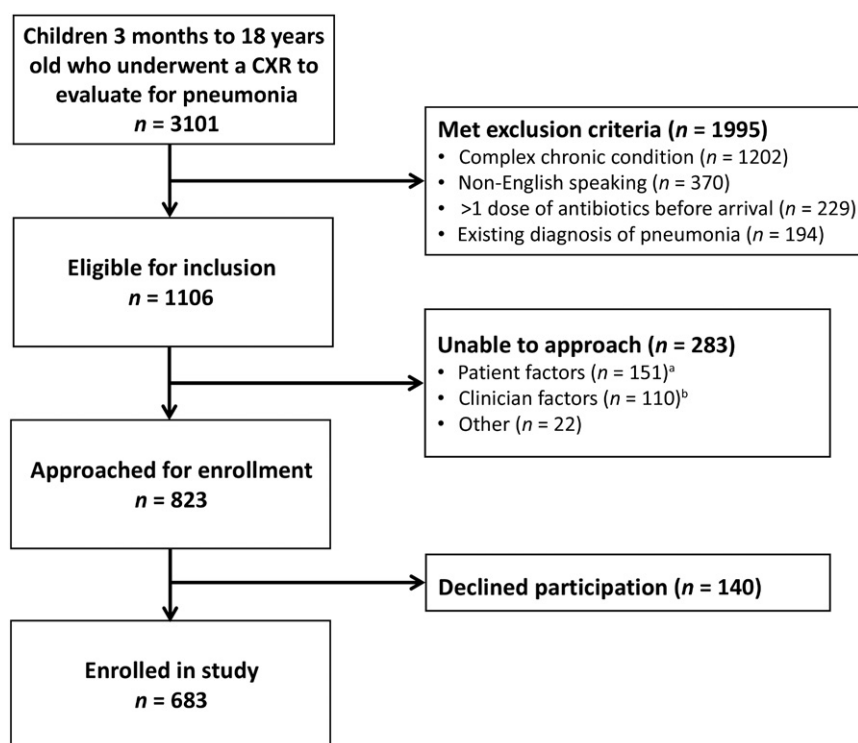 Children 3 months to 18 years
old who underwent a CXR to
evaluate for pneumonia
n = 3101
Met exclusion criteria (n = 1995)
• Complex chronic condition (n = 1202)
• Non-English speaking (n = 370)
• >1 dose of antibiotics before arrival (n = 229)
• Existing diagnosis of pneumonia (n = 194)
Eligible for inclusion
n = 1106
Unable to approach (n = 283)
• Patient factors (n = 151)a
• Clinician factors (n = 110)b
• Other (n = 22)
Approached for enrollment
n = 823
Declined participation (n = 140)
Enrolled in study
n = 683